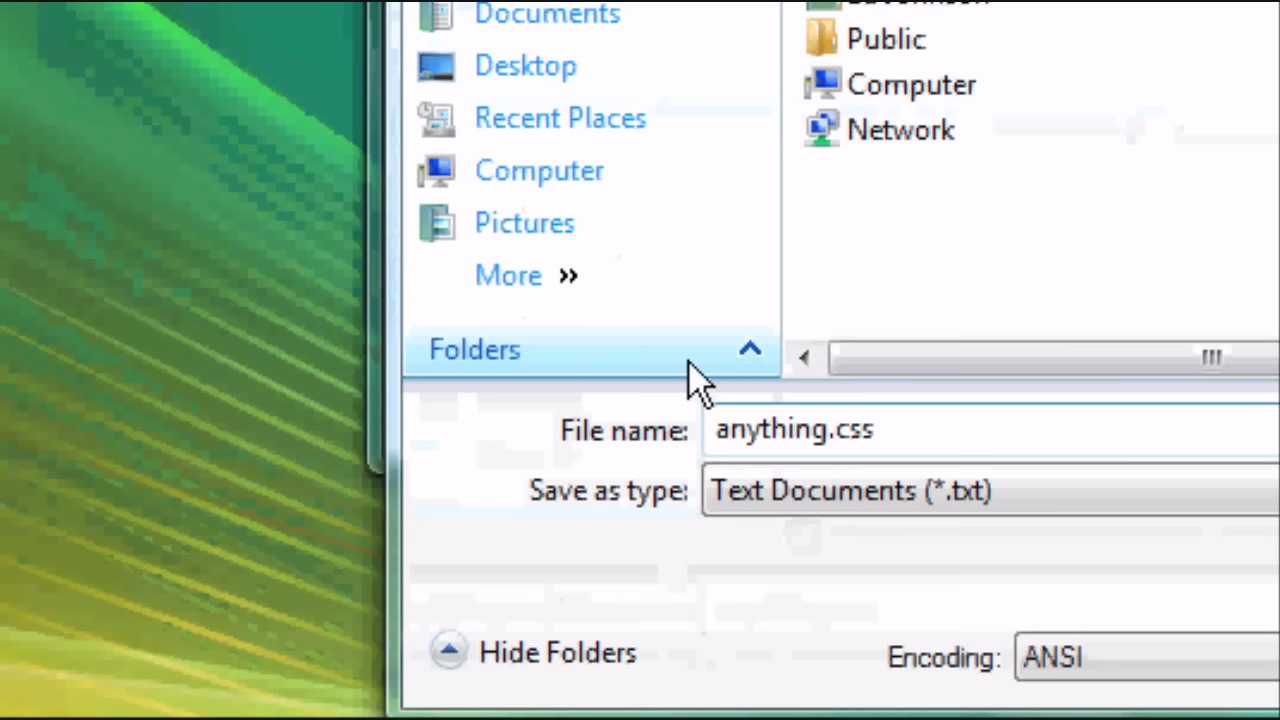 Documents
Desktop
Recent Places
Computer
Pictures
More »
Folders
Public
Computer
Network
File name: anything.css
Save as type: Text Documents (*.txt)
Hide Folders
Encoding: ANSI